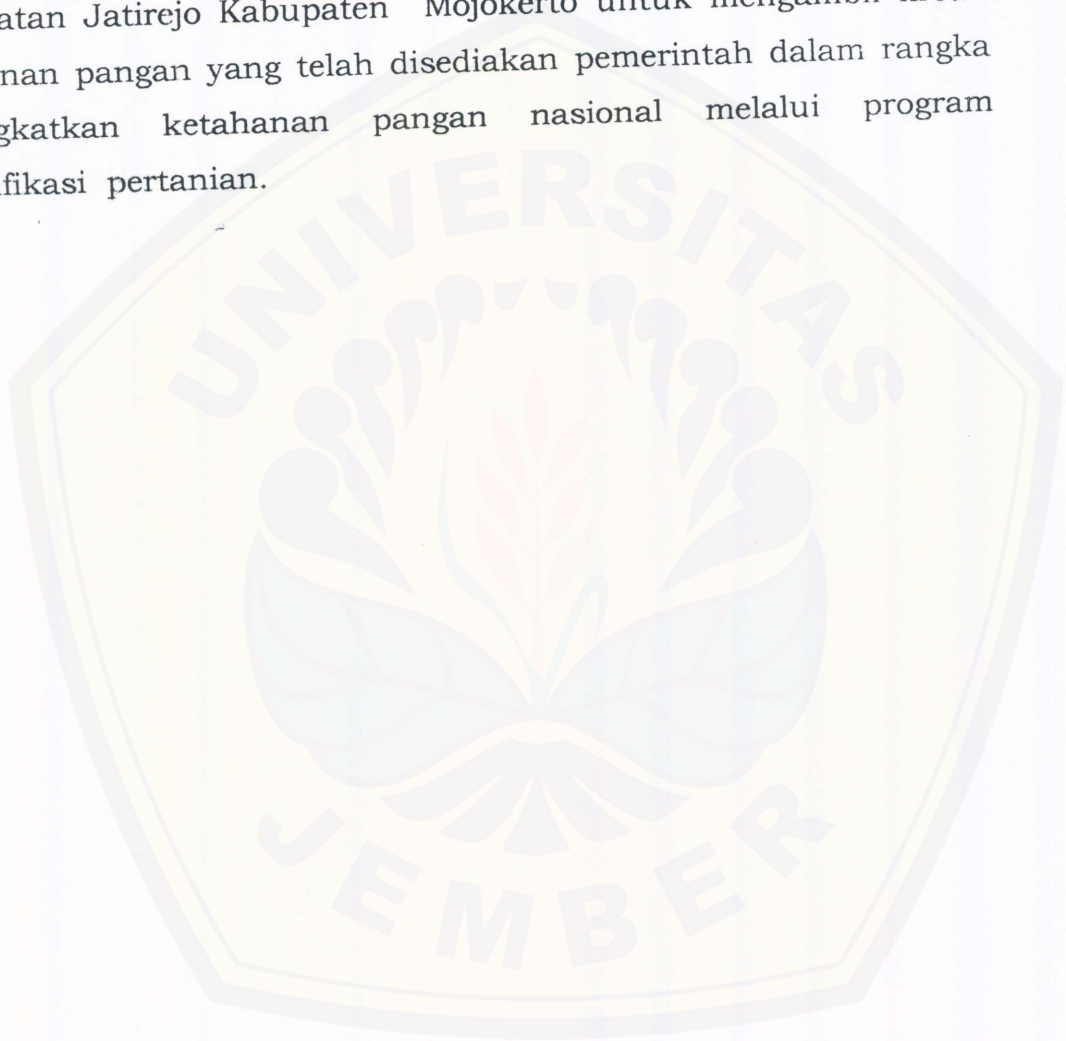 atan Jatirejo Kabupaten Mojokerto untuk
nan pangan yang telah disediakan pemerintah dalam rangka
gkatkan ketahanan pangan nasional melalui program
fikasi pertanian.
UNIVERSITAS
JEMBER